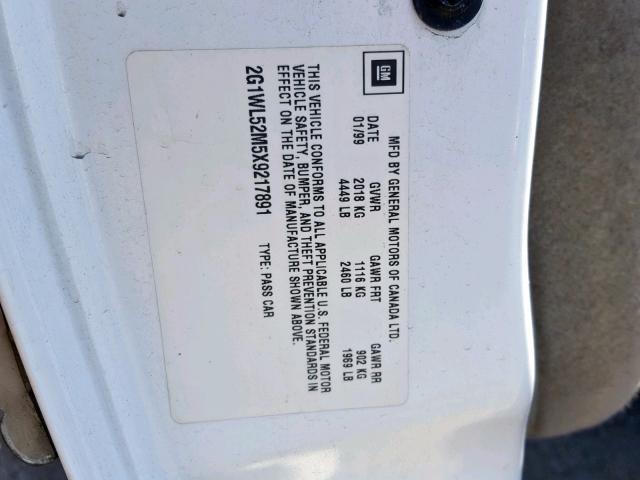 GM
MFD BY GENERAL MOTORS OF CANADA LTD.
DATE GVWR GAWR FRT GAWR RR
01/99 2018 KG 1116 KG 902 KG
4449 LB 2460 LB 1969 LB
THIS VEHICLE CONFORMS TO ALL APPLICABLE U.S. FEDERAL MOTOR
VEHICLE SAFETY, BUMPER, AND THEFT PREVENTION STANDARDS IN
EFFECT ON THE DATE OF MANUFACTURE SHOWN ABOVE.
2G1WL52M5X9217891 TYPE: PASS CAR